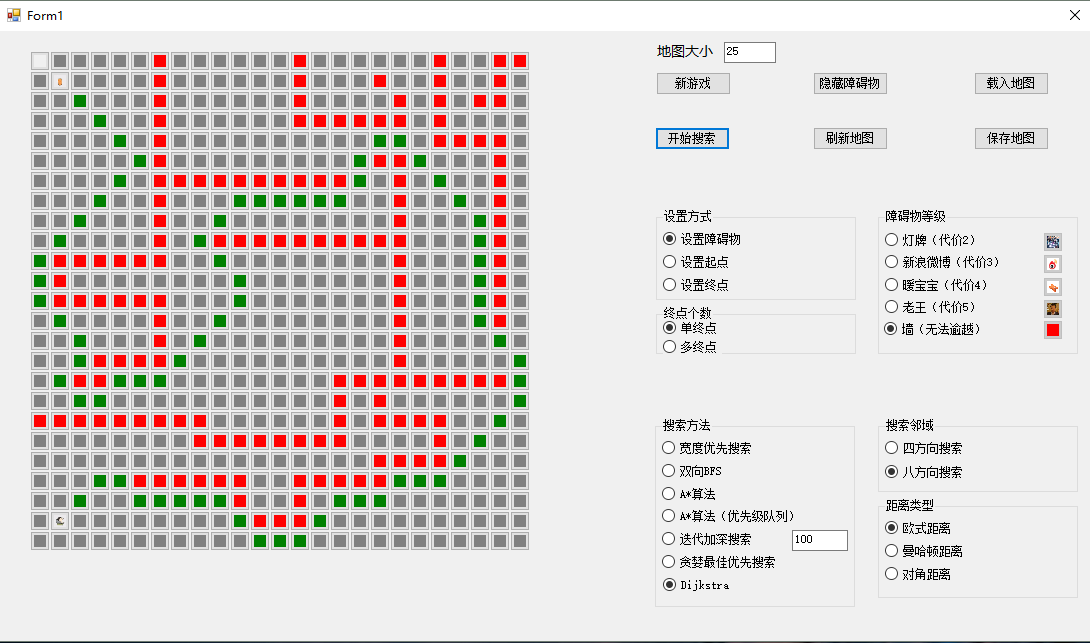 Form1
地图大小 25
新游戏 隐藏障碍物 载入地图
开始搜索 刷新地图 保存地图
设置方式
设置障碍物
设置起点
设置终点
终点个数
单终点
多终点
障碍物等级
灯牌（代价2）
新浪微博（代价3）
暖宝宝（代价4）
老王（代价5）
墙（无法逾越）
搜索方法
宽度优先搜索
双向BFS
A*算法
A*算法（优先级队列）
迭代加深搜索 100
贪婪最佳优先搜索
Dijkstra
搜索邻域
四方向搜索
八方向搜索
距离类型
欧式距离
曼哈顿距离
对角距离